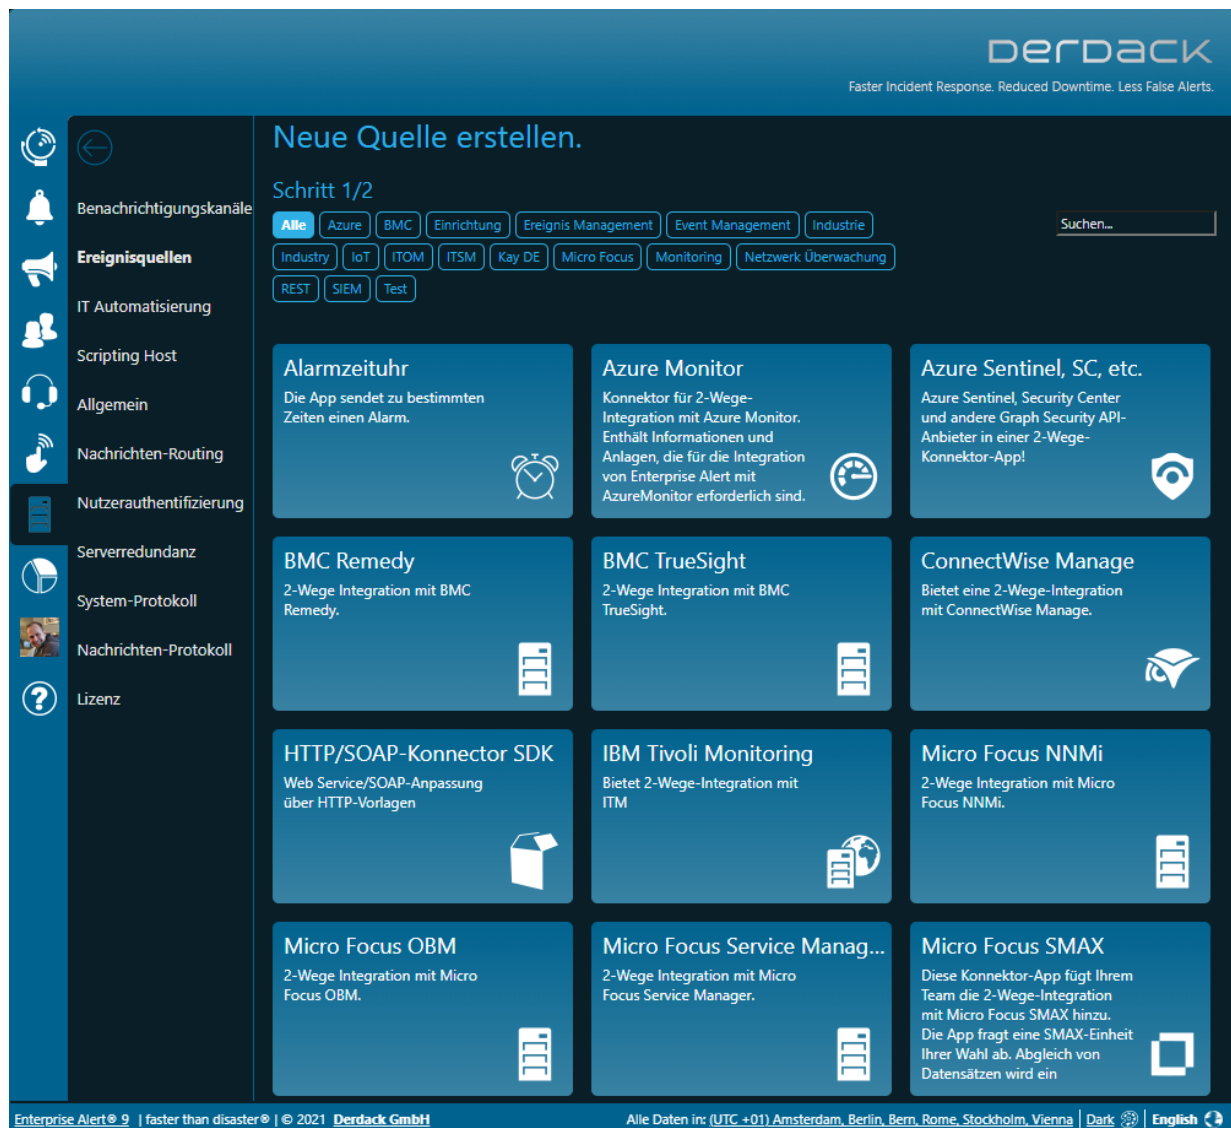 DERDACK
Faster Incident Response. Reduced Downtime. Less False Alerts.
Benachrichtigungskanäle
Ereignisquellen
IT Automatisierung
Scripting Host
Allgemein
Nachrichten-Routing
Nutzerauthentifizierung
Serverredundanz
System-Protokoll
Nachrichten-Protokoll
Lizenz
Neue Quelle erstellen.
Schritt 1/2
Alle Azure BMC Einrichtung Ereignis Management Event Management Industrie
Industry IoT ITOM ITSM Kay DE Micro Focus Monitoring Netzwerk Überwachung
REST SIEM Test
Suchen...
Alarmzeituhr
Die App sendet zu bestimmten
Zeiten einen Alarm.
Azure Monitor
Konnektor für 2-Wege-
Integration mit Azure Monitor.
Enthält Informationen und
Anlagen, die für die Integration
von Enterprise Alert mit
AzureMonitor erforderlich sind.
Azure Sentinel, SC, etc.
Azure Sentinel, Security Center
und andere Graph Security API-
Anbieter in einer 2-Wege-
Konnektor-App!
BMC Remedy
2-Wege Integration mit BMC
Remedy.
BMC TrueSight
2-Wege Integration mit BMC
TrueSight.
ConnectWise Manage
Bietet eine 2-Wege-Integration
mit ConnectWise Manage.
HTTP/SOAP-Konnector SDK
Web Service/SOAP-Anpassung
über HTTP-Vorlagen
IBM Tivoli Monitoring
Bietet 2-Wege-Integration mit
ITM
Micro Focus NNMi
2-Wege Integration mit Micro
Focus NNMi.
Micro Focus OBM
2-Wege Integration mit Micro
Focus OBM.
Micro Focus Service Manag...
2-Wege Integration mit Micro
Focus Service Manager.
Micro Focus SMAX
Diese Konnektor-App fügt Ihrem
Team die 2-Wege-Integration
mit Micro Focus SMAX hinzu.
Die App fragt eine SMAX-Einheit
Ihrer Wahl ab. Abgleich von
Datensätzen wird ein
Enterprise Alert® 9 | faster than disaster® | © 2021 Derdack GmbH
Alle Daten in: (UTC +01) Amsterdam, Berlin, Bern, Rome, Stockholm, Vienna | Dark | English